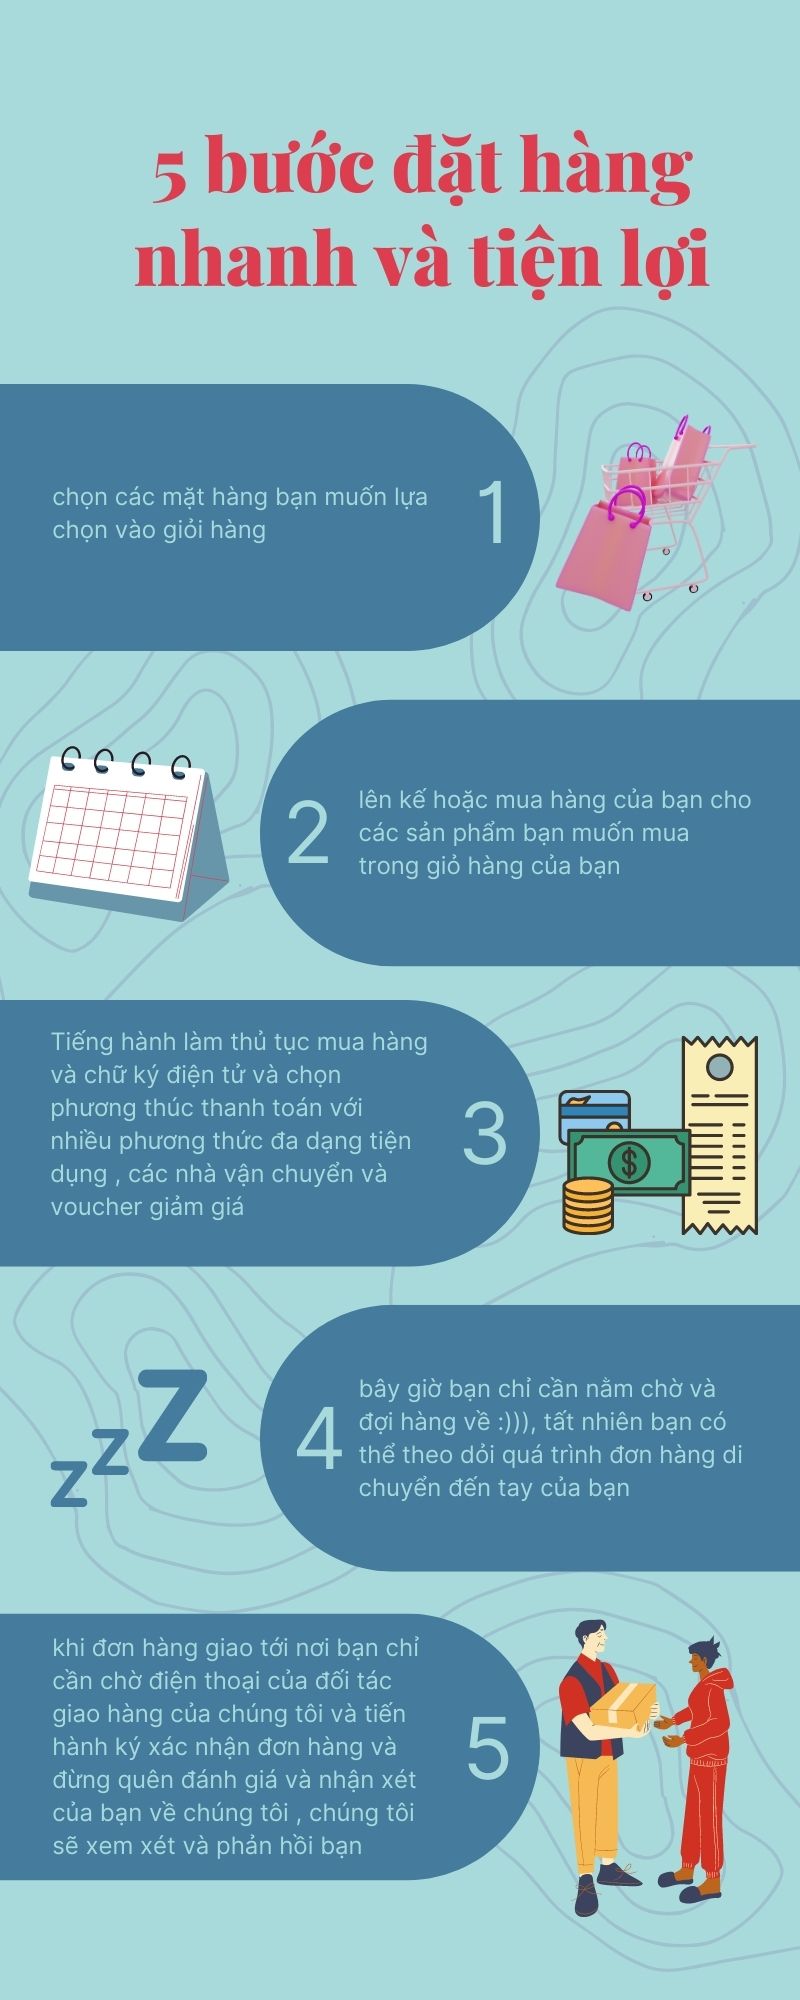 5 bước đặt hàng
nhanh và tiện lợi
chọn các mặt hàng bạn muốn lựa
chọn vào giỏi hàng
1
2
lên kế hoặc mua hàng của bạn cho
các sản phẩm bạn muốn mua
trong giỏ hàng của bạn
Tiếng hành làm thủ tục mua hàng
và chữ ký điện tử và chọn
phương thúc thanh toán với
nhiều phương thức đa dạng tiện
dụng , các nhà vận chuyển và
voucher giảm giá
3
$
z z Z
4
bây giờ bạn chỉ cần nằm chờ và
đợi hàng về :))), tất nhiên bạn có
thể theo dỏi quá trình đơn hàng di
chuyển đến tay của bạn
khi đơn hàng giao tới nơi bạn chỉ
cần chờ điện thoại của đối tác
giao hàng của chúng tôi và tiến
hành ký xác nhận đơn hàng và
đừng quên đánh giá và nhận xét
của bạn về chúng tôi , chúng tôi
sẽ xem xét và phản hồi bạn
5